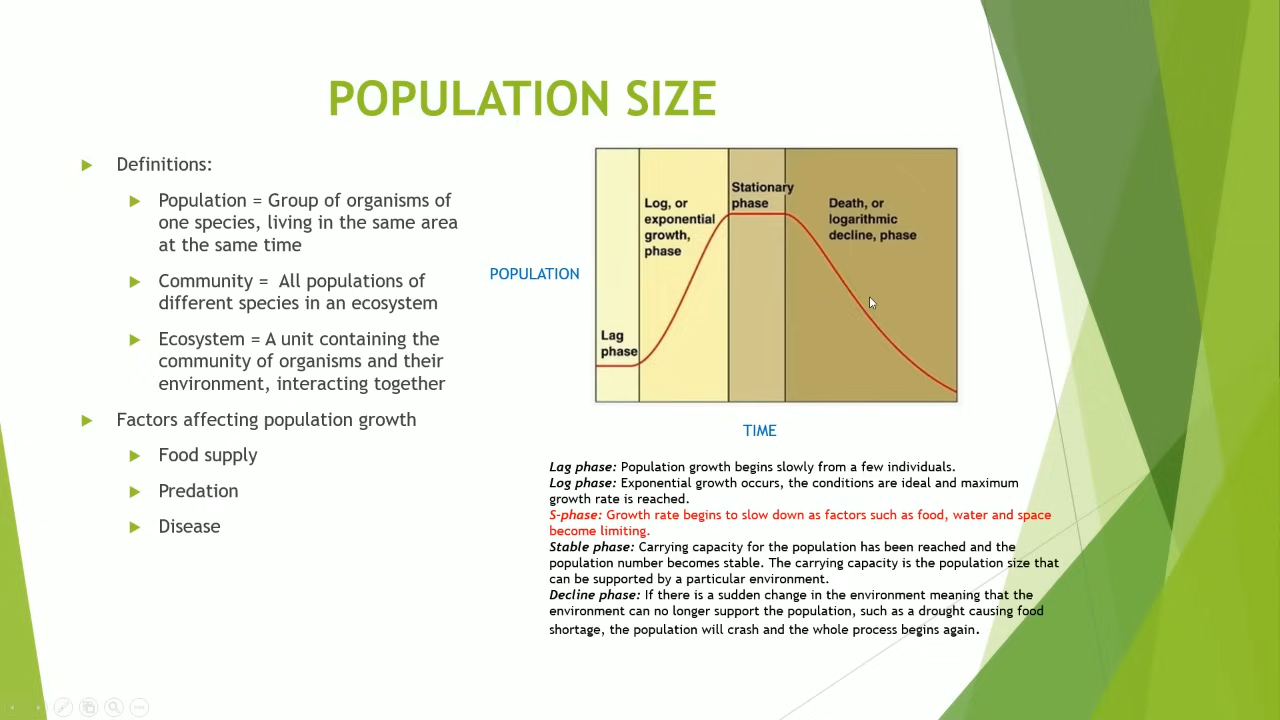 POPULATION SIZE
Definitions:
Population = Group of organisms of
one species, living in the same area
at the same time
Community = All populations of
different species in an ecosystem
Ecosystem = A unit containing the
community of organisms and their
environment, interacting together
Factors affecting population growth
Food supply
Predation
Disease
POPULATION
Lag
phase
Log, or
exponential
growth,
phase
Stationary
phase
Death, or
logarithmic
decline, phase
TIME
Lag phase: Population growth begins slowly from a few individuals.
Log phase: Exponential growth occurs, the conditions are ideal and maximum
growth rate is reached.
S-phase: Growth rate begins to slow down as factors such as food, water and space
become limiting.
Stable phase: Carrying capacity for the population has been reached and the
population number becomes stable. The carrying capacity is the population size that
can be supported by a particular environment.
Decline phase: If there is a sudden change in the environment meaning that the
environment can no longer support the population, such as a drought causing food
shortage, the population will crash and the whole process begins again.